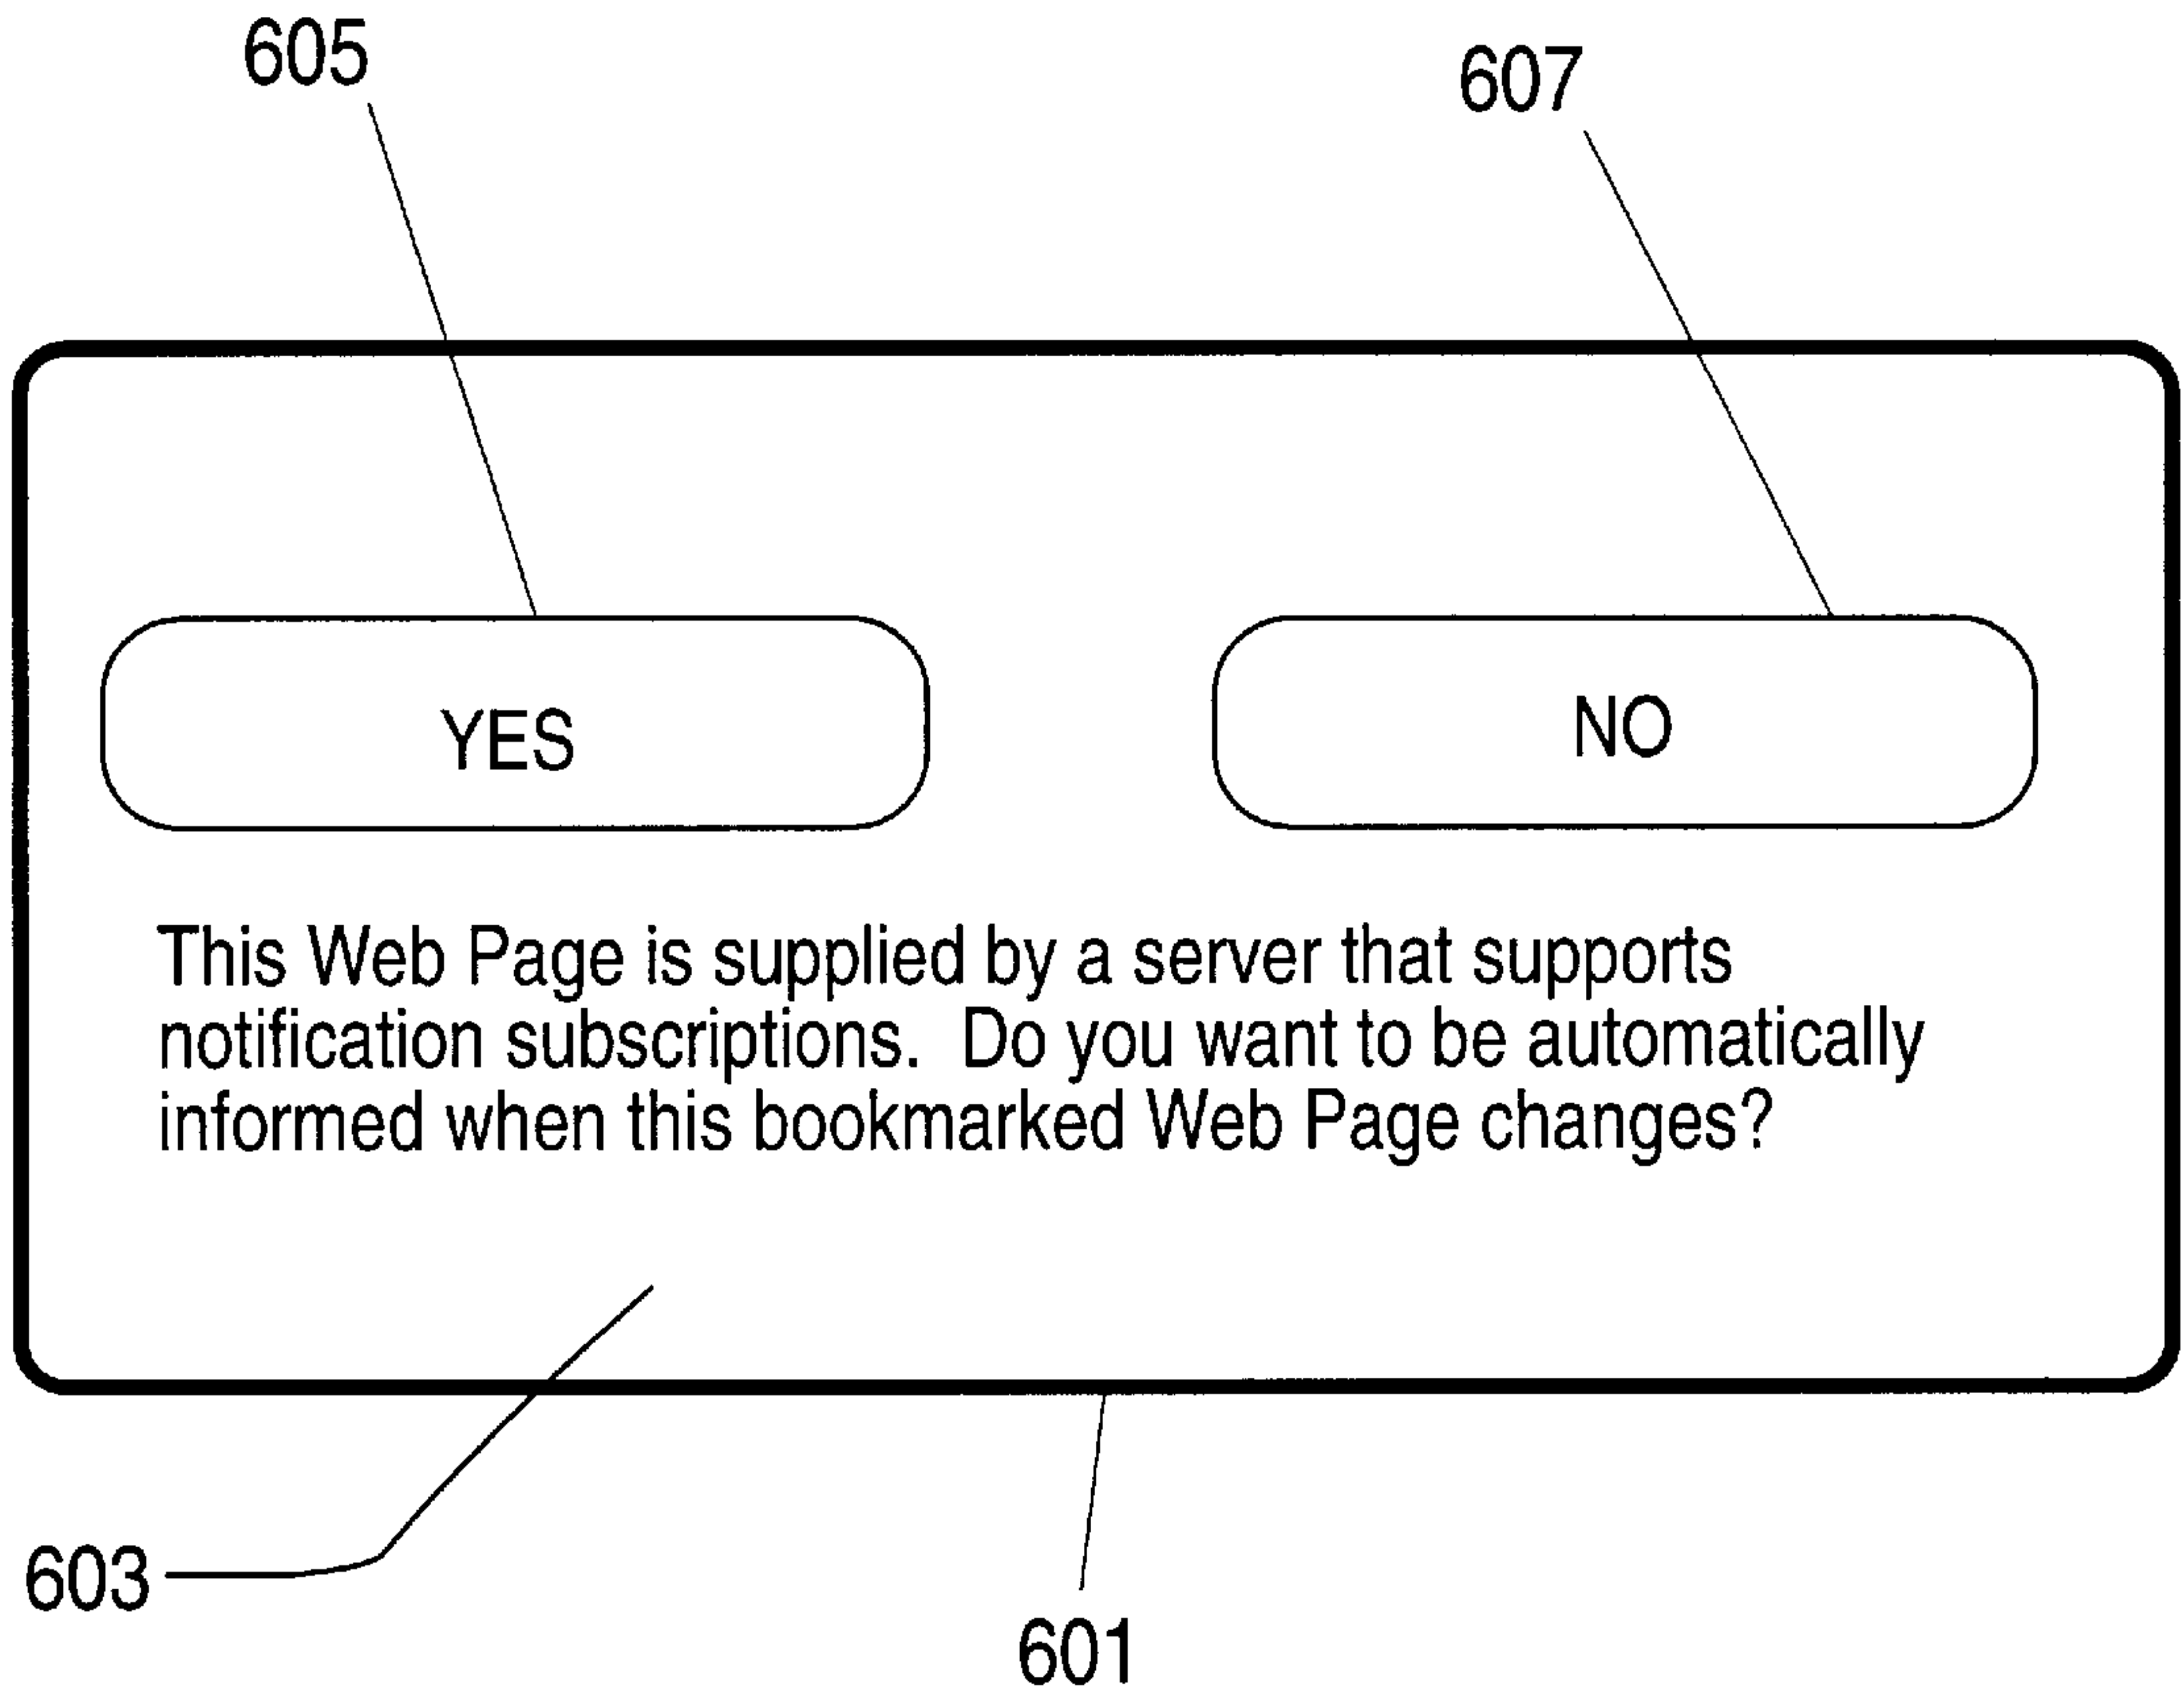 605
607
YES
NO
This Web Page is supplied by a server that supports
notification subscriptions. Do you want to be automatically
informed when this bookmarked Web Page changes?
603
601